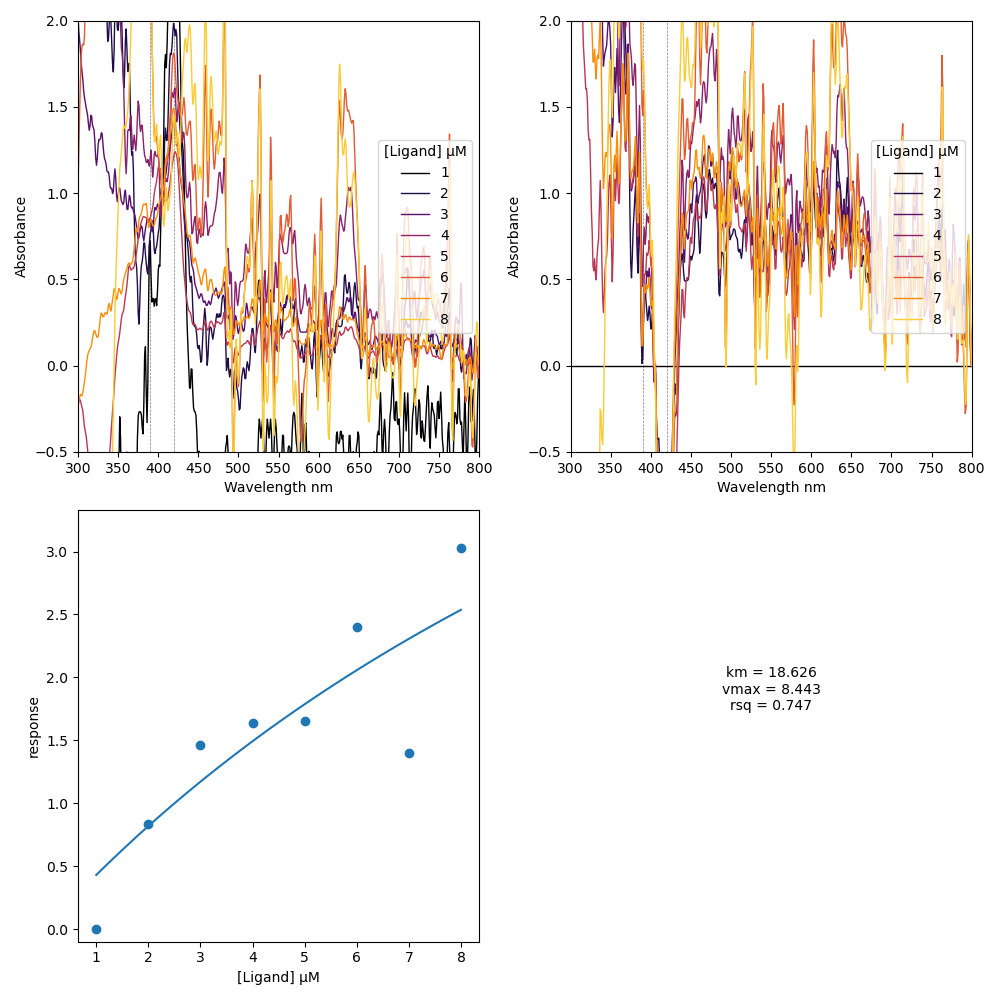 2.0
1.5
1.0
0.5
0.0
−0.5
Absorbance
300 350 400 450 500 550 600 650 700 750 800
Wavelength nm
[Ligand] μM
1
2
3
4
5
6
7
8
2.0
1.5
1.0
0.5
0.0
−0.5
Absorbance
300 350 400 450 500 550 600 650 700 750 800
Wavelength nm
[Ligand] μM
1
2
3
4
5
6
7
8
3.0
2.5
2.0
1.5
1.0
0.5
0.0
response
1 2 3 4 5 6 7 8
[Ligand] μM
km = 18.626
vmax = 8.443
rsq = 0.747